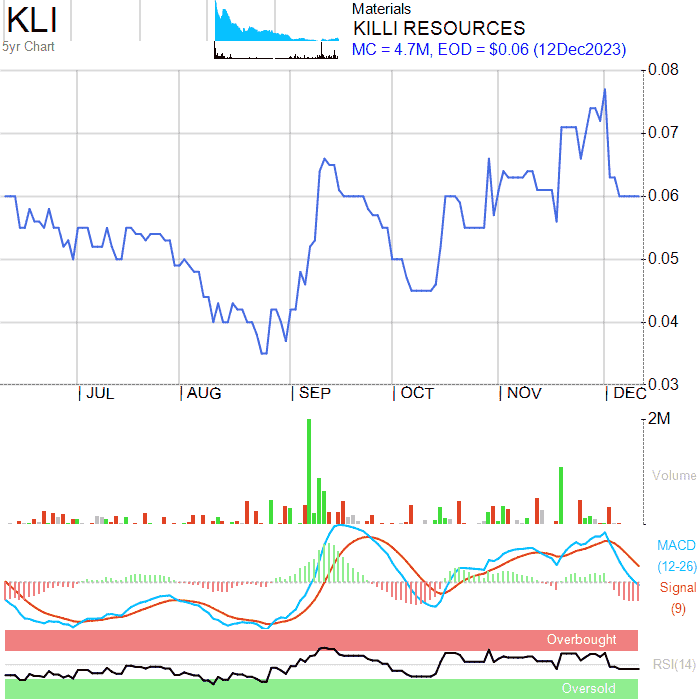 KLI
5yr Chart
Materials
KILLI RESOURCES
MC = 4.7M, EOD = $0.06 (12Dec2023)
0.08
0.07
0.06
0.05
0.04
0.03
JUL
AUG
SEP
OCT
NOV
DEC
2M
Volume
MACD
(12-26)
Signal
(9)
Overbought
RSI(14)
Oversold